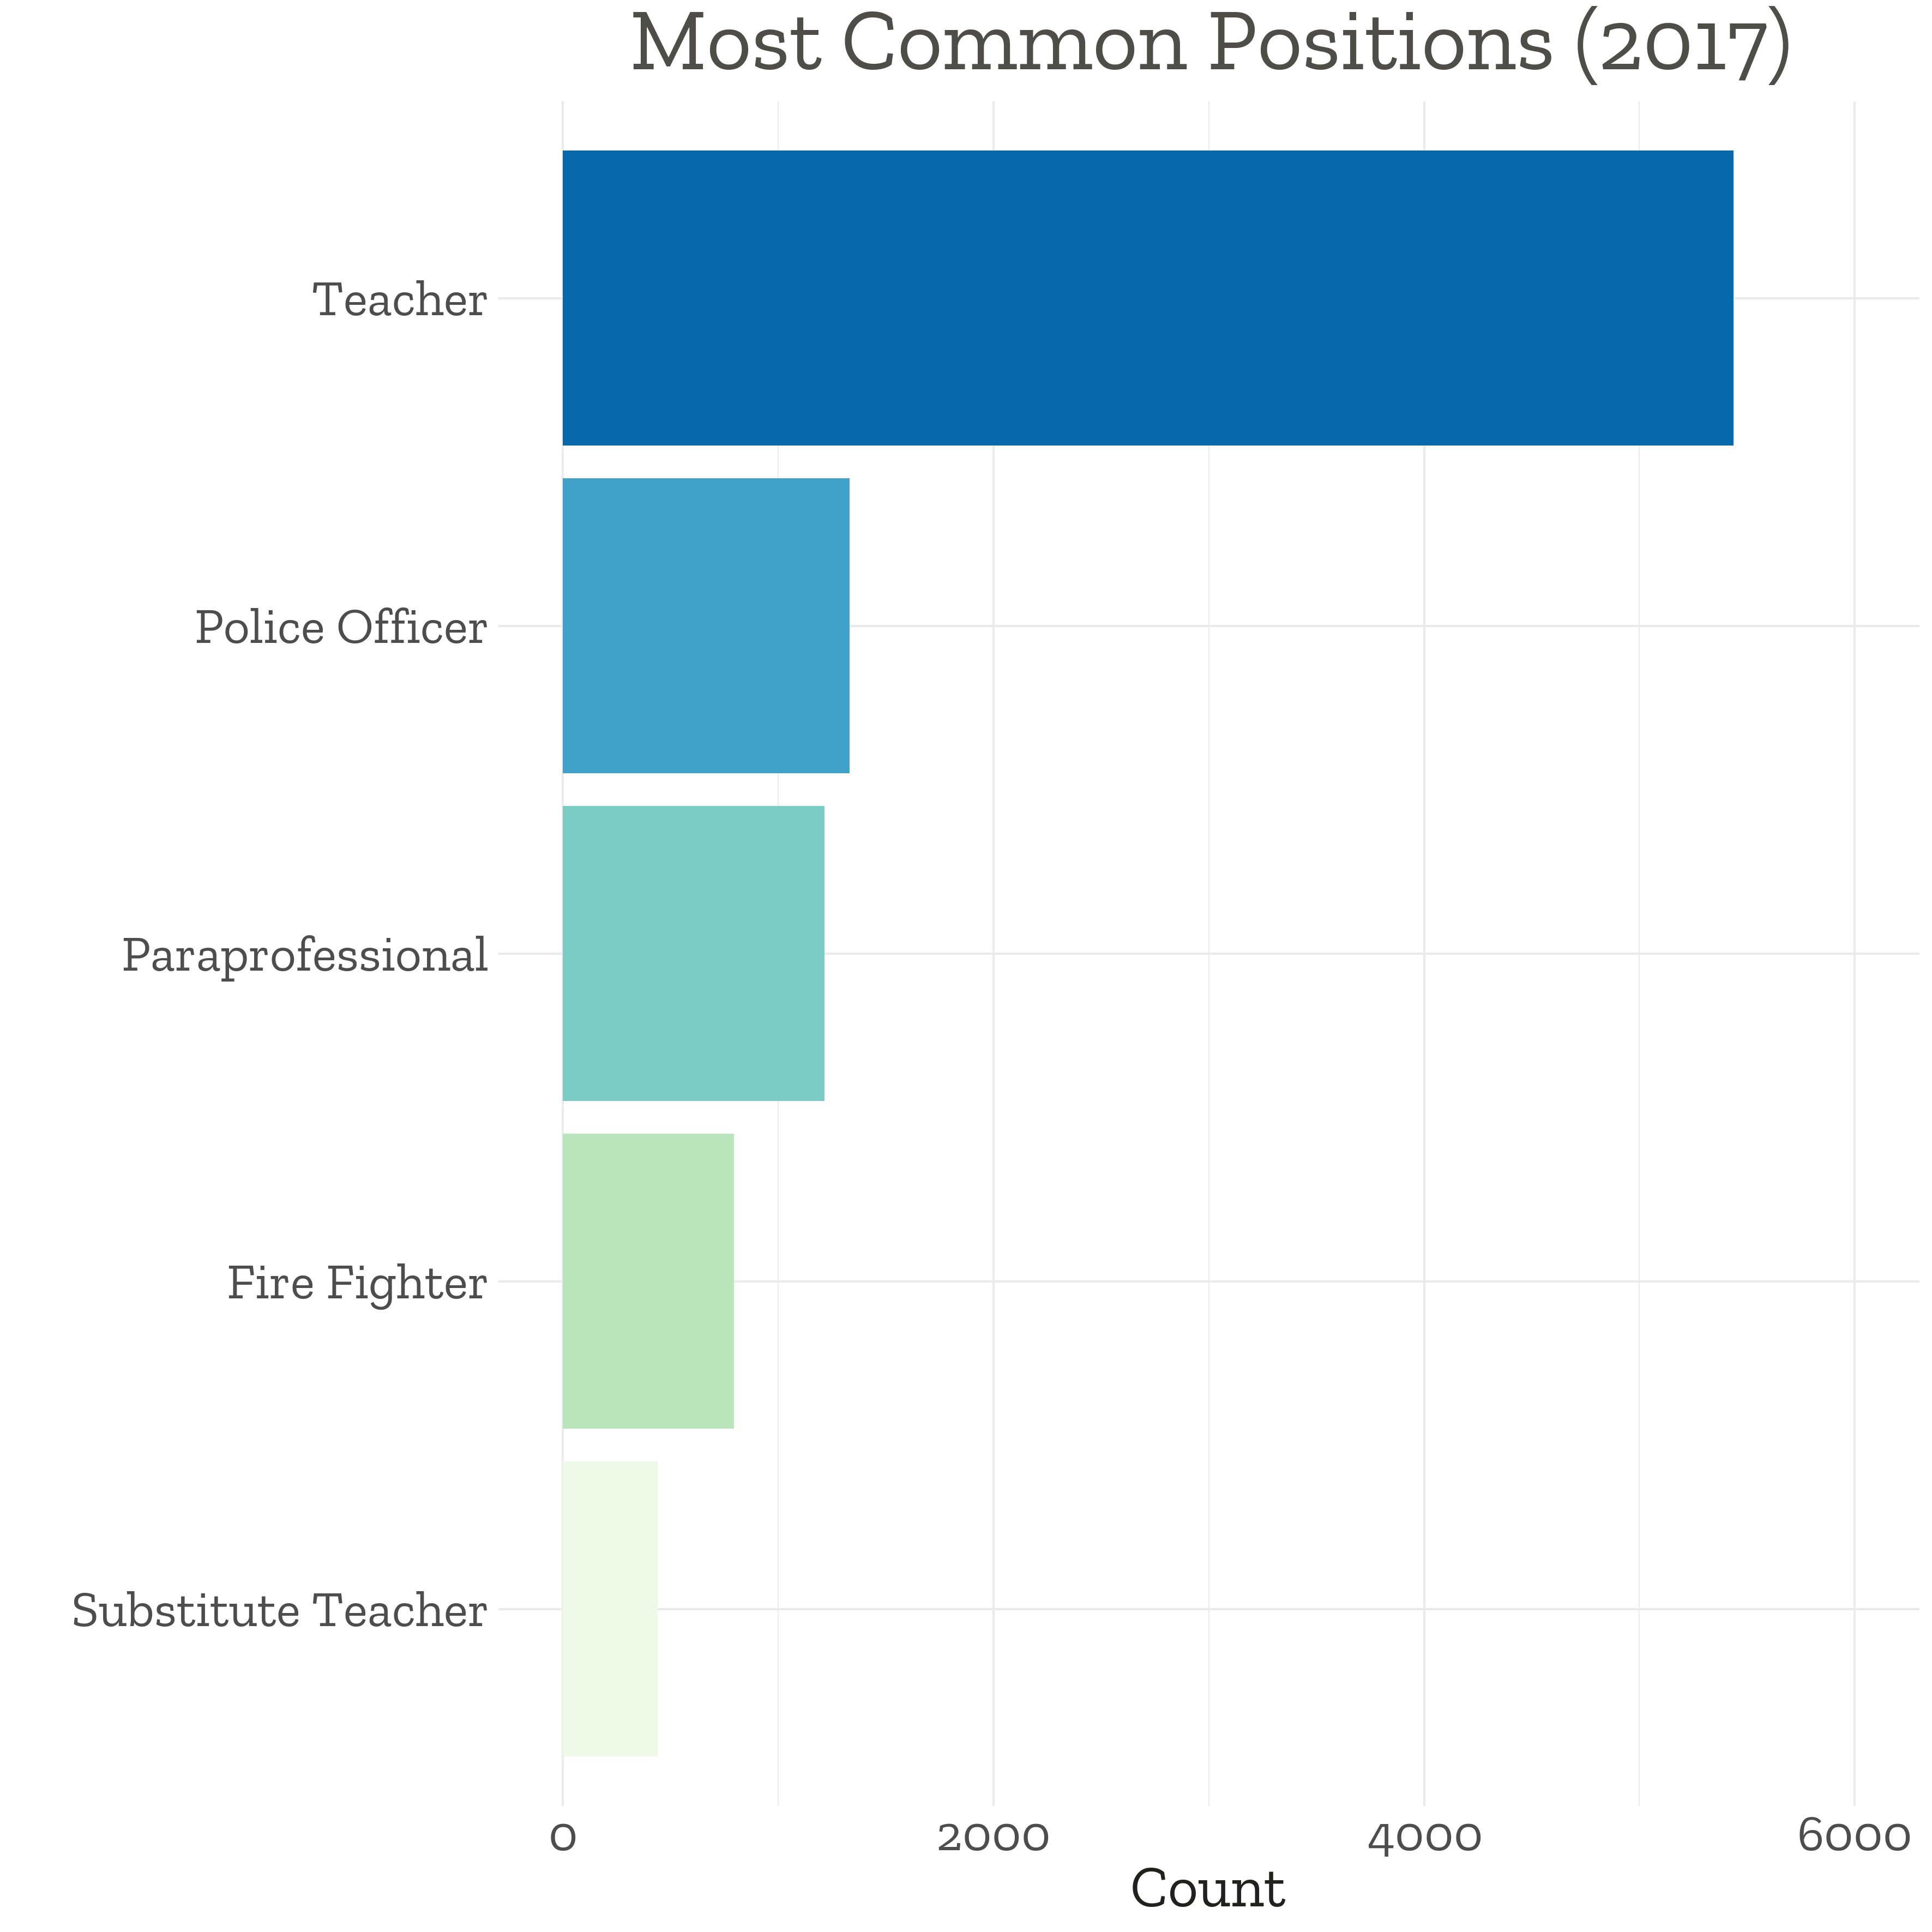 Most Common Positions (2017)
Teacher
Police Officer
Paraprofessional
Fire Fighter
Substitute Teacher
0 2000 4000 6000
Count